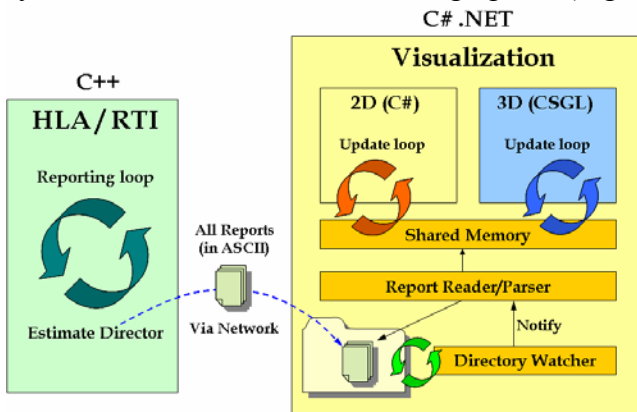 C# .NET
C++
HLA/RTI
Reporting loop
Estimate Director
All Reports
(in ASCII)
Via Network
Visualization
2D (C#)
Update loop
3D (CSGL)
Update loop
Shared Memory
Report Reader/Parser
Notify
Directory Watcher